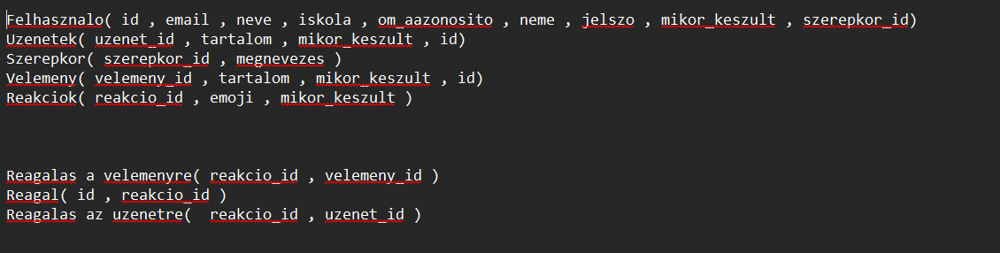 Felhasznalo( id , email , neve , iskola , om_aazonosito , neme , jelszo , mikor_keszult , szerepkor_id)
Uzenetek( uzenet_id , tartalom , mikor_keszult , id)
Szerepkor( szerepkor_id , megnevezes )
Velemeny( velemeny_id , tartalom , mikor_keszult , id)
Reakciok( reakcio_id , emoji , mikor_keszult )
Reagalas a velemenyre( reakcio_id , velemeny_id )
Reagal( id , reakcio_id )
Reagalas az uzenetre(  reakcio_id , uzenet_id )